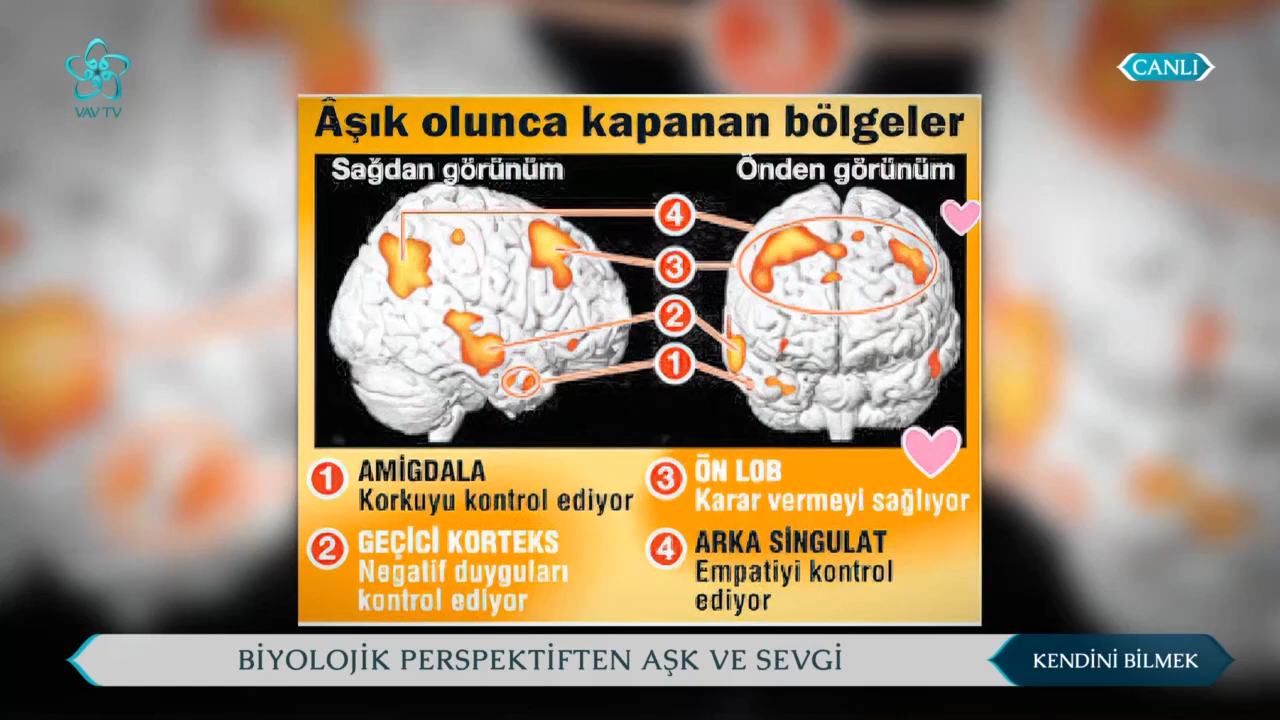 VAV TV
CANLI
Âşık olunca kapanan bölgeler
Sağdan görünüm
Önden görünüm
4
3
2
1
1 AMİGDALA
Korkuyu kontrol ediyor
2 GEÇİCİ KORTEKS
Negatif duyguları
kontrol ediyor
3 ÖN LOB
Karar vermeyi sağlıyor
4 ARKA SİNGULAT
Empatiyi kontrol
ediyor
BİYOLOJİK PERSPEKTİFTEN AŞK VE SEVGİ
KENDİNİ BİLMEK